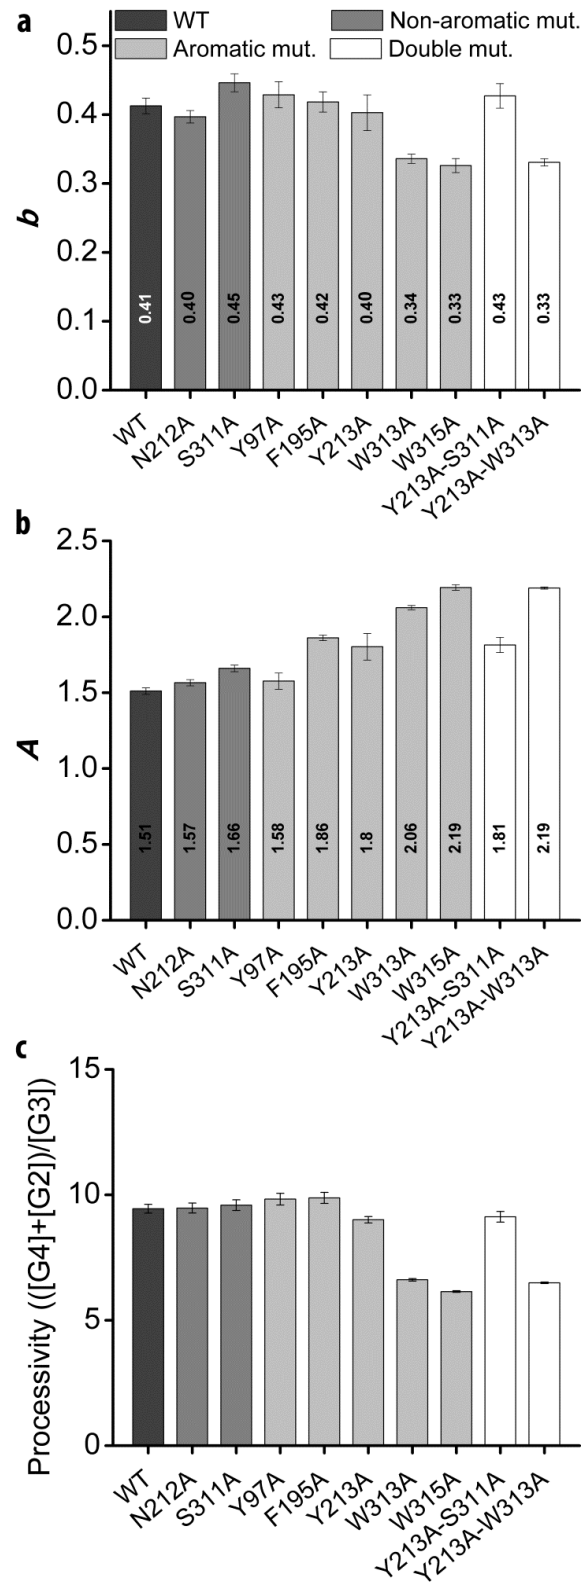 a
WT
Non-aromatic mut.
Aromatic mut.
Double mut.
b
0.5
0.4
0.3
0.2
0.1
0.0
0.41
0.40
0.45
0.43
0.42
0.40
0.34
0.33
0.43
0.33
WT
N212A
S311A
Y97A
F195A
Y213A
W313A
W315A
Y213A-S311A
Y213A-W313A
b
A
2.5
2.0
1.5
1.0
0.5
0.0
1.51
1.57
1.66
1.58
1.86
1.8
2.06
2.19
1.81
2.19
WT
N212A
S311A
Y97A
F195A
Y213A
W313A
W315A
Y213A-S311A
Y213A-W313A
c
Processivity (([G4]+[G2])/[G3])
15
10
5
0
WT
N212A
S311A
Y97A
F195A
Y213A
W313A
W315A
Y213A-S311A
Y213A-W313A